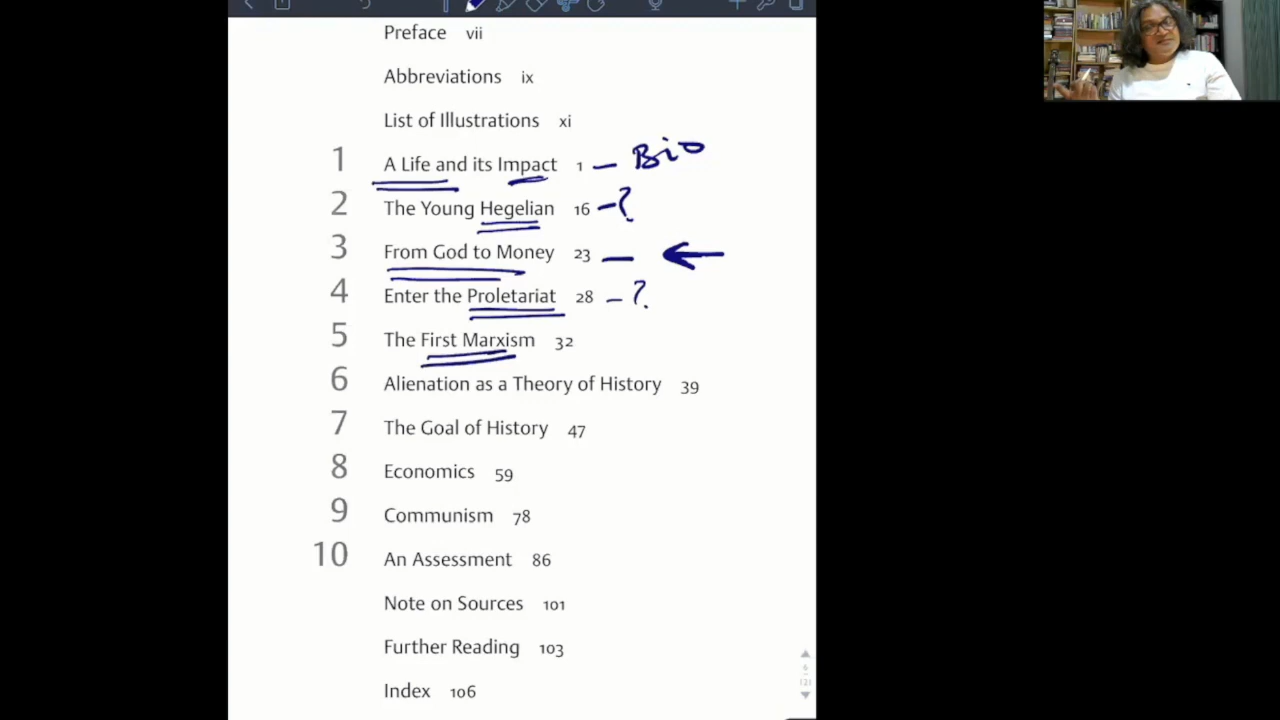 Preface vii
Abbreviations ix
List of Illustrations xi
1 A Life and its Impact 1 – Bio
2 The Young Hegelian 16 – ?
3 From God to Money 23 – ←
4 Enter the Proletariat 28 – ?
5 The First Marxism 32
6 Alienation as a Theory of History 39
7 The Goal of History 47
8 Economics 59
9 Communism 78
10 An Assessment 86
Note on Sources 101
Further Reading 103
Index 106
6
121